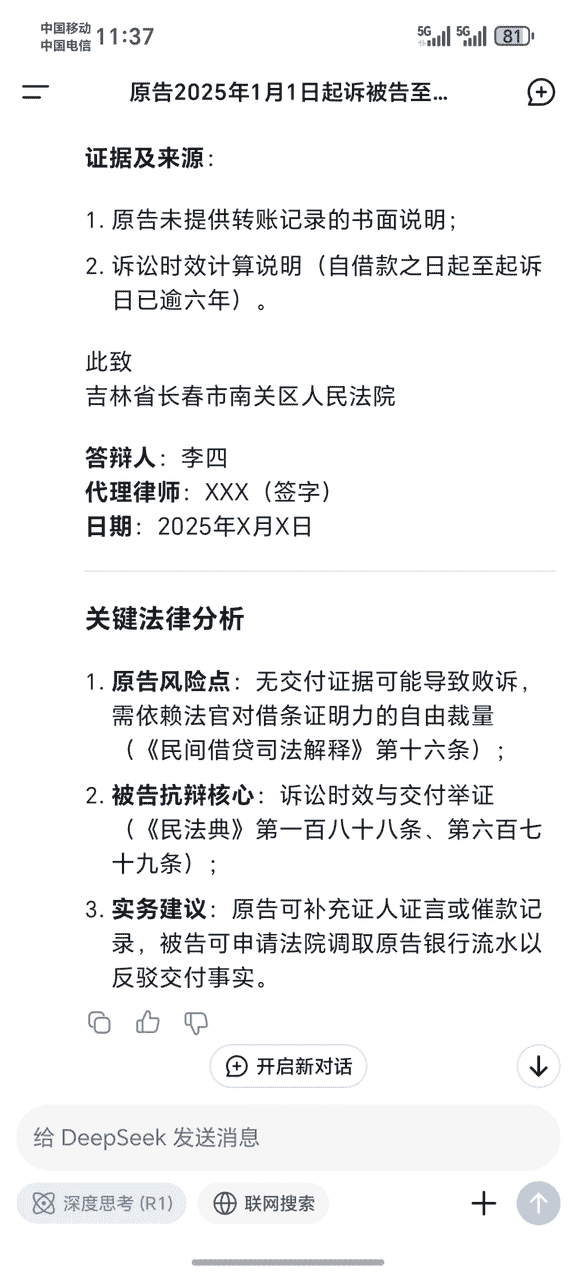 中国移动
中国电信 11:37 5G 5G 81
原告2025年1月1日起诉被告至...
证据及来源：
1. 原告未提供转账记录的书面说明；
2. 诉讼时效计算说明（自借款之日起至起诉
日已逾六年）。
此致
吉林省长春市南关区人民法院
答辩人：李四
代理律师：XXX（签字）
日期：2025年X月X日
关键法律分析
1. 原告风险点：无交付证据可能导致败诉，
需依赖法官对借条证明力的自由裁量
（《民间借贷司法解释》第十六条）；
2. 被告抗辩核心：诉讼时效与交付举证
（《民法典》第一百八十八条、第六百七
十九条）；
3. 实务建议：原告可补充证人证言或催款记
录，被告可申请法院调取原告银行流水以
反驳交付事实。
开启新对话
给 DeepSeek 发送消息
深度思考 (R1) 联网搜索